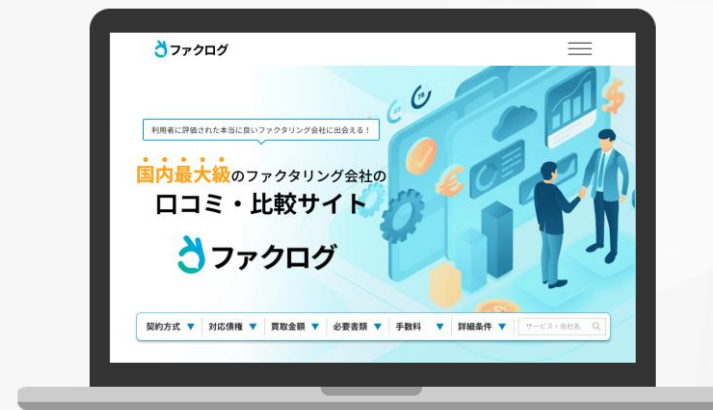 ファクログ
利用者に評価された本当に良いファクタリング会社に出会える！
国内最大級のファクタリング会社の
口コミ・比較サイト
ファクログ
契約方式 ▼ 対応債権 ▼ 買取金額 ▼ 必要書類 ▼ 手数料 ▼ 詳細条件 ▼ サービス・会社名
75